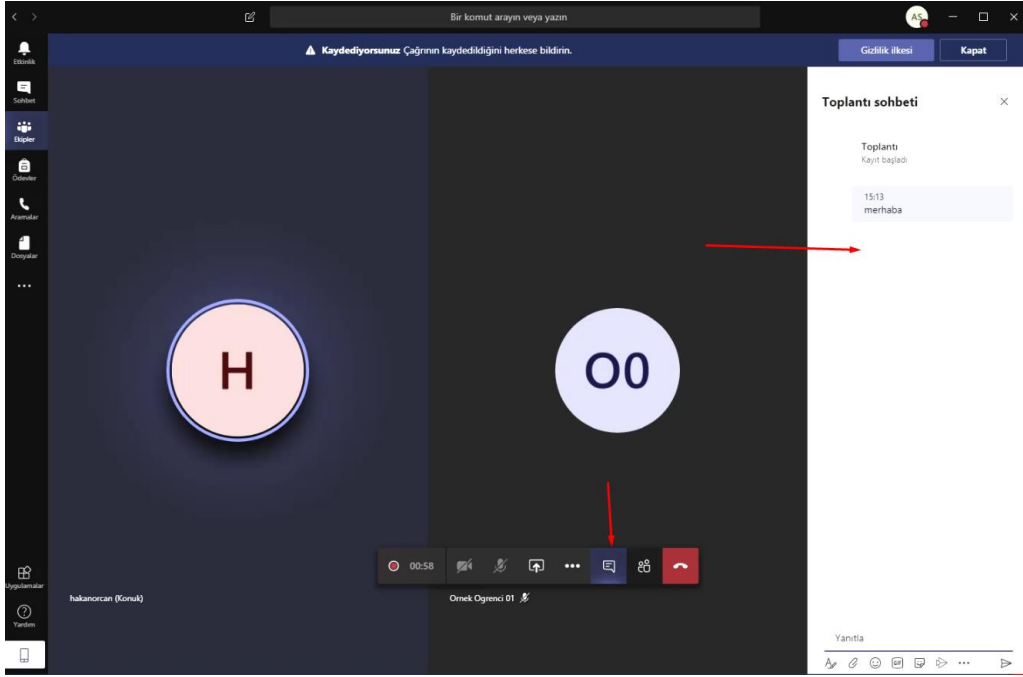 Bir komut arayın veya yazın
AS
Kaydediyorsunuz Çağrının kaydedildiğini herkese bildirin.
Gizlilik ilkesi
Kapat
Etkinlik
Sohbet
Ekipler
Ödevler
Aramalar
Dosyalar
Uygulamalar
Yardım
H
O0
00:58
hakanorcan (Konuk)
Ornek Ogrenci 01
Toplantı sohbeti
Toplantı
Kayıt başladı
15:13
merhaba
Yanıtla
GIF